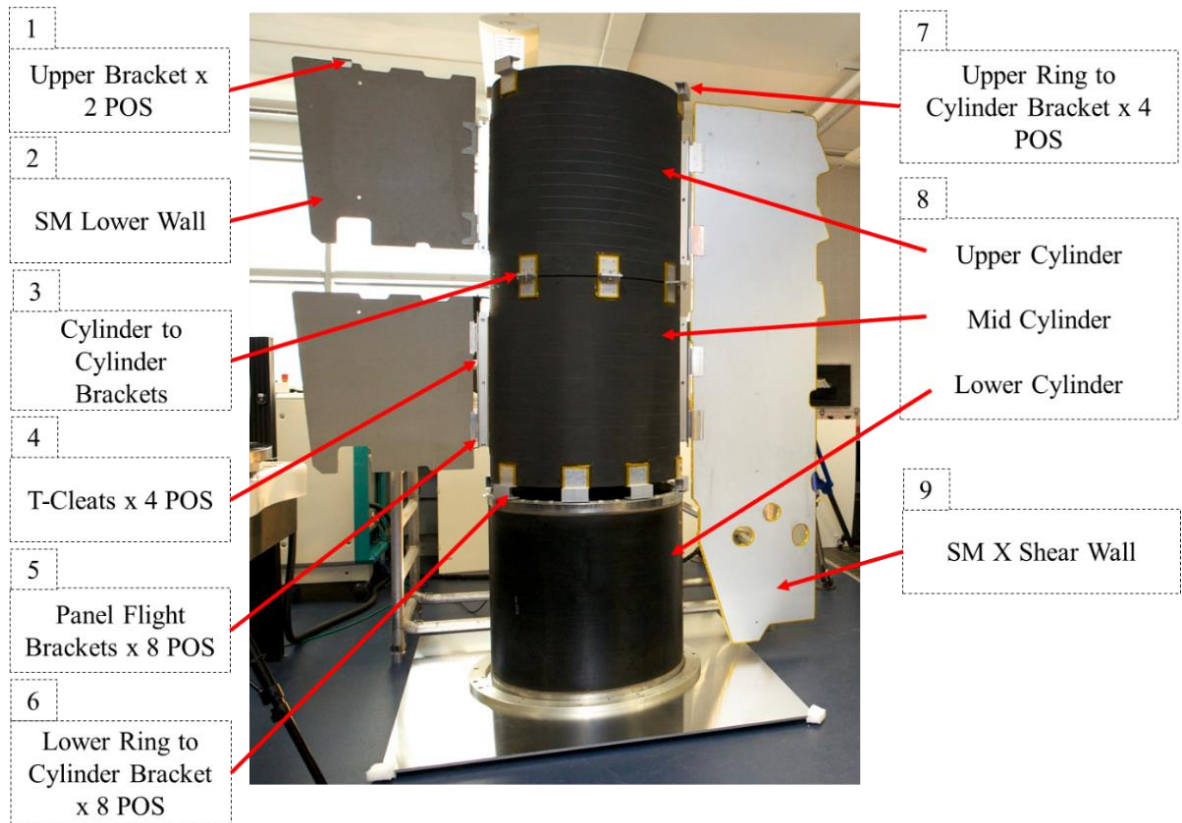 1
Upper Bracket x
2 POS
2
SM Lower Wall
3
Cylinder to
Cylinder
Brackets
4
T-Cleats x 4 POS
5
Panel Flight
Brackets x 8 POS
6
Lower Ring to
Cylinder Bracket
x 8 POS
7
Upper Ring to
Cylinder Bracket x 4
POS
8
Upper Cylinder
Mid Cylinder
Lower Cylinder
9
SM X Shear Wall